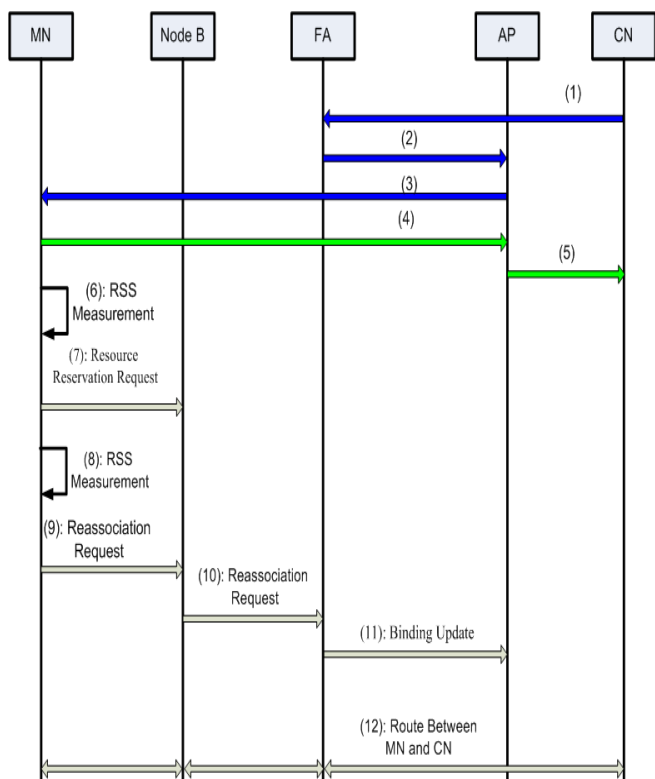 MN
Node B
FA
AP
CN
(1)
(2)
(3)
(4)
(5)
(6): RSS
Measurement
(7): Resource
Reservation Request
(8): RSS
Measurement
(9): Reassociation
Request
(10): Reassociation
Request
(11): Binding Update
(12): Route Between
MN and CN